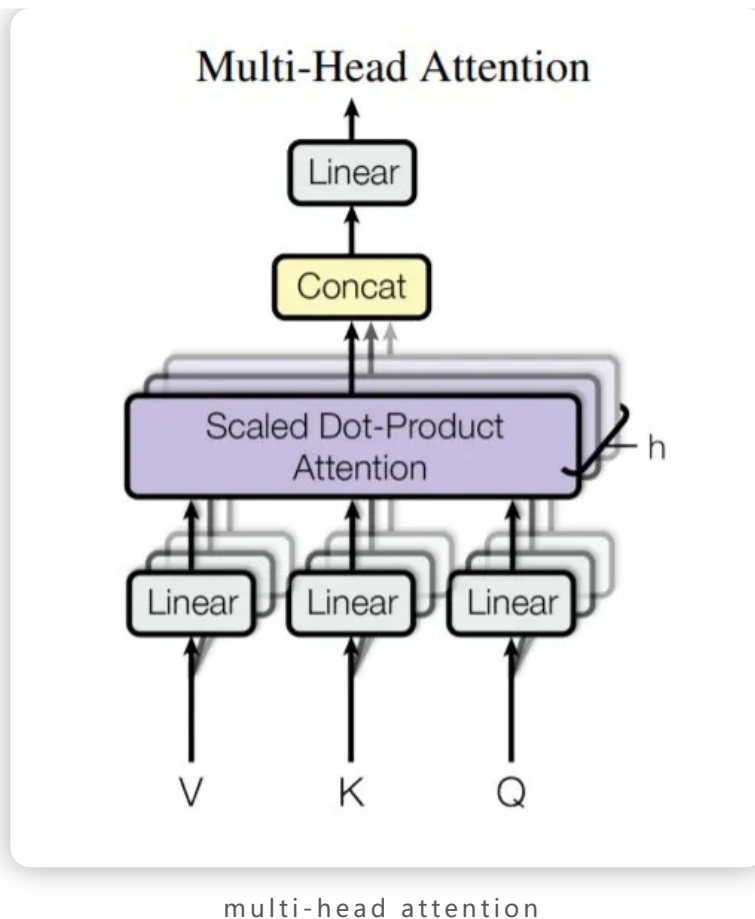 Multi-Head Attention
Linear
Concat
Scaled Dot-Product
Attention
h
Linear Linear Linear
V K Q
multi-head attention